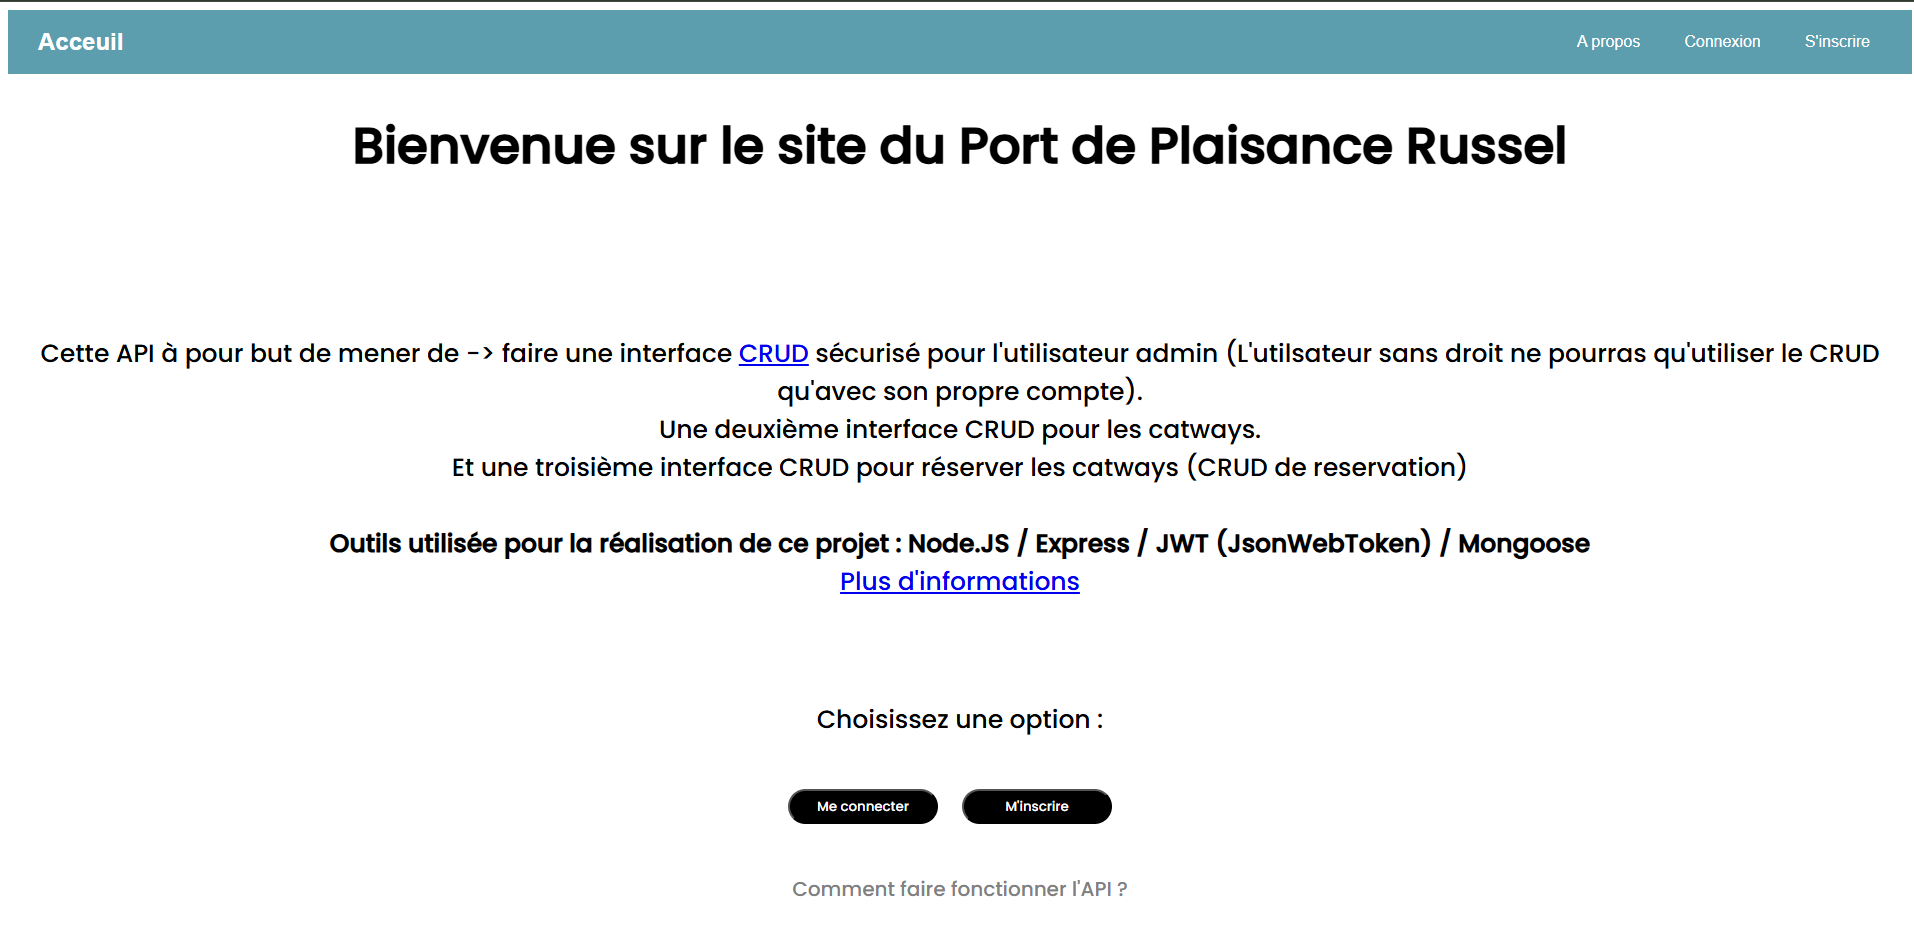 Acceuil
A propos
Connexion
S'inscrire
Bienvenue sur le site du Port de Plaisance Russel
Cette API à pour but de mener de -> faire une interface CRUD sécurisé pour l'utilisateur admin (L'utilsateur sans droit ne pourras qu'utiliser le CRUD
qu'avec son propre compte).
Une deuxième interface CRUD pour les catways.
Et une troisième interface CRUD pour réserver les catways (CRUD de reservation)
Outils utilisée pour la réalisation de ce projet : Node.JS / Express / JWT (JsonWebToken) / Mongoose
Plus d'informations
Choisissez une option :
Me connecter
M'inscrire
Comment faire fonctionner l'API ?